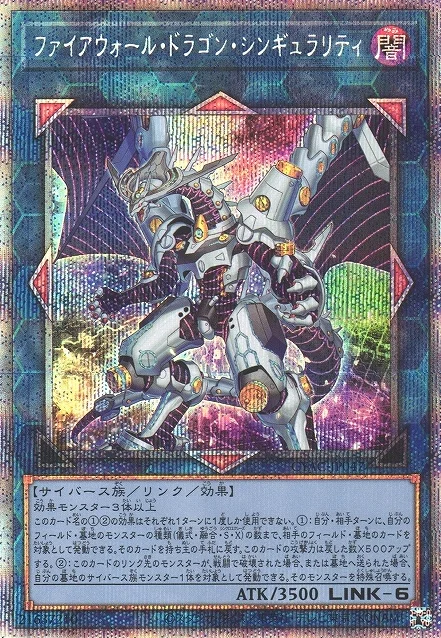 ファイアウォール・ドラゴン・シンギュラリティ 闇
【サイバース族／リンク／効果】
効果モンスター3体以上
このカード名の①②の効果はそれぞれ1ターンに1度しか使用できない。①:自分・相手ターンに、自分の
フィールド・墓地のモンスターの種類(儀式・融合・S・X)の数まで、相手のフィールド・墓地のカードを
対象として発動できる。そのカードを持ち主の手札に戻す。このカードの攻撃力は戻した数×500アップ
する。②:このカードのリンク先のモンスターが、戦闘で破壊された場合、または墓地へ送られた場合、
自分の墓地のサイバース族モンスター1体を対象として発動できる。そのモンスターを特殊召喚する。
ATK/3500 LINK-6